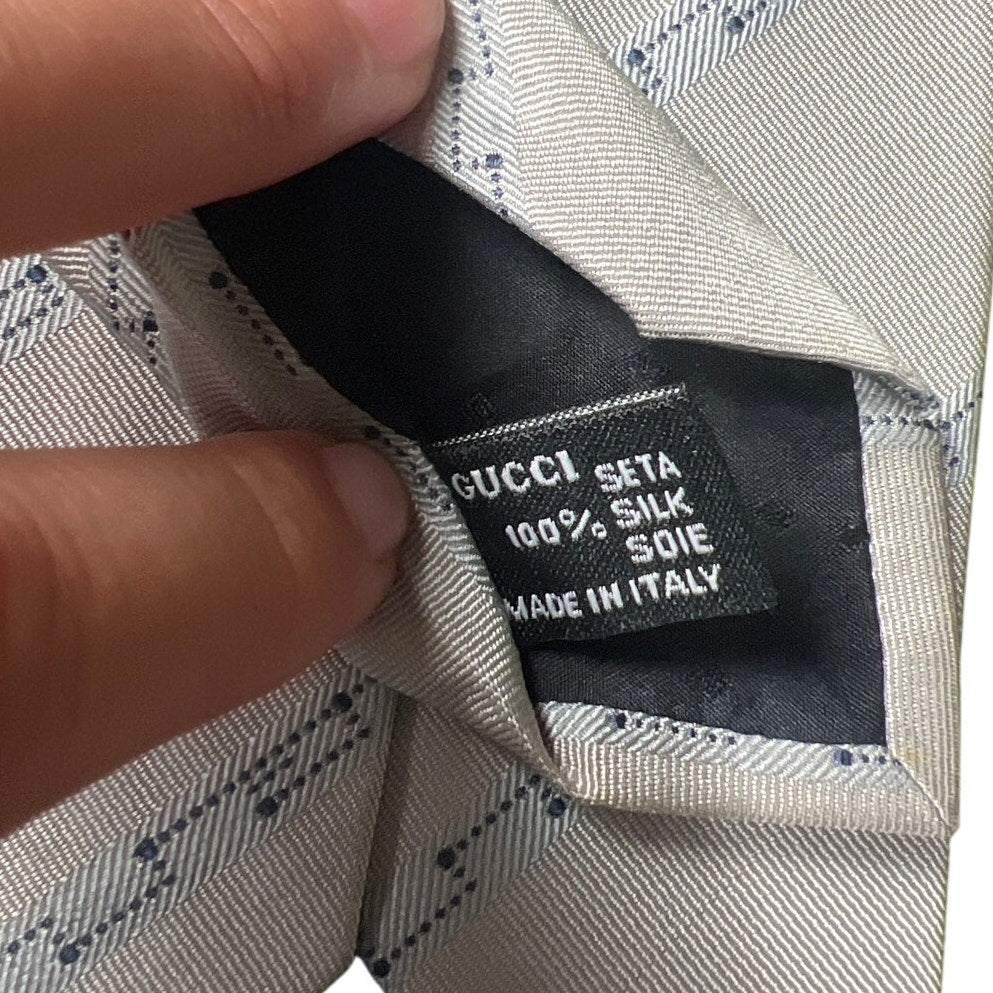 GUCCI SETA
100% SILK
SOIE
MADE IN ITALY